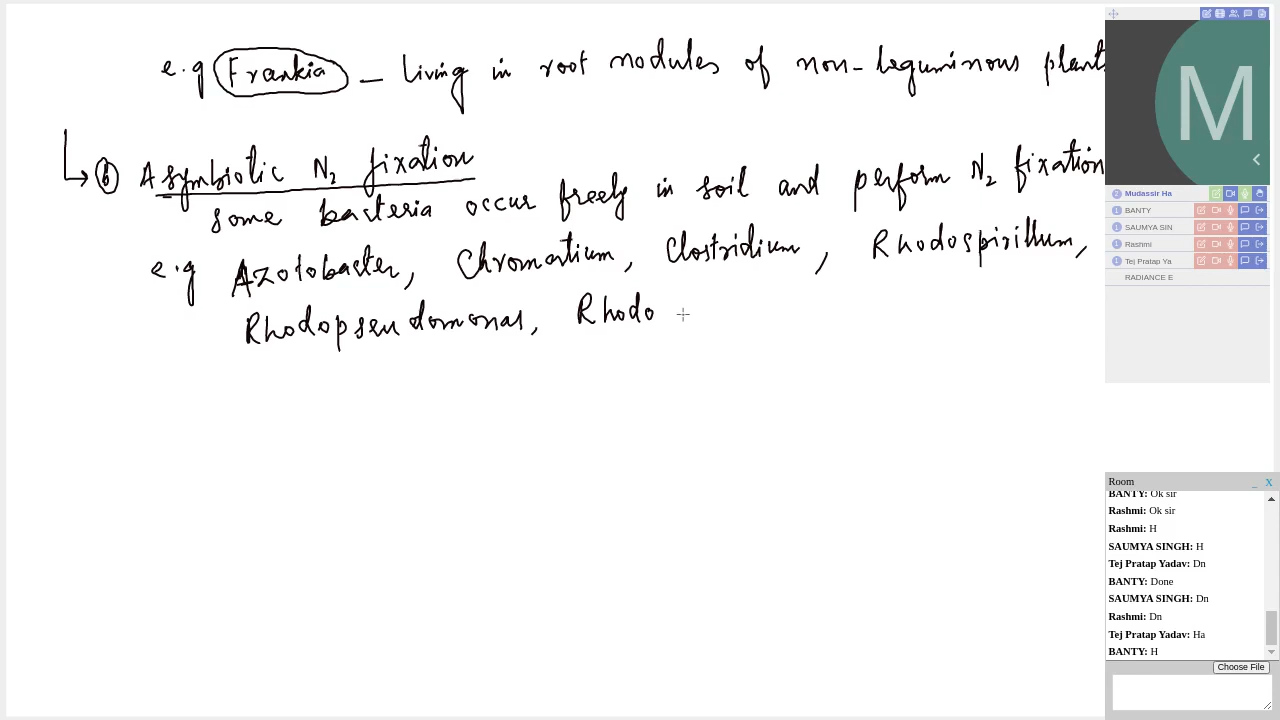 e.g Frankia — Living in root nodules of non-leguminous plants
b Asymbiotic N₂ fixation
some bacteria occur freely in soil and perform N₂ fixation
e.g Azotobacter, Chromatium, Clostridium, Rhodospirillum,
Rhodopseudomonas, Rhodo
M
Mudassir Ha
BANTY
SAUMYA SIN
Rashmi
Tej Pratap Ya
RADIANCE E
Room _ X
BANTY: Ok sir
Rashmi: Ok sir
Rashmi: H
SAUMYA SINGH: H
Tej Pratap Yadav: Dn
BANTY: Done
SAUMYA SINGH: Dn
Rashmi: Dn
Tej Pratap Yadav: Ha
BANTY: H
Choose File